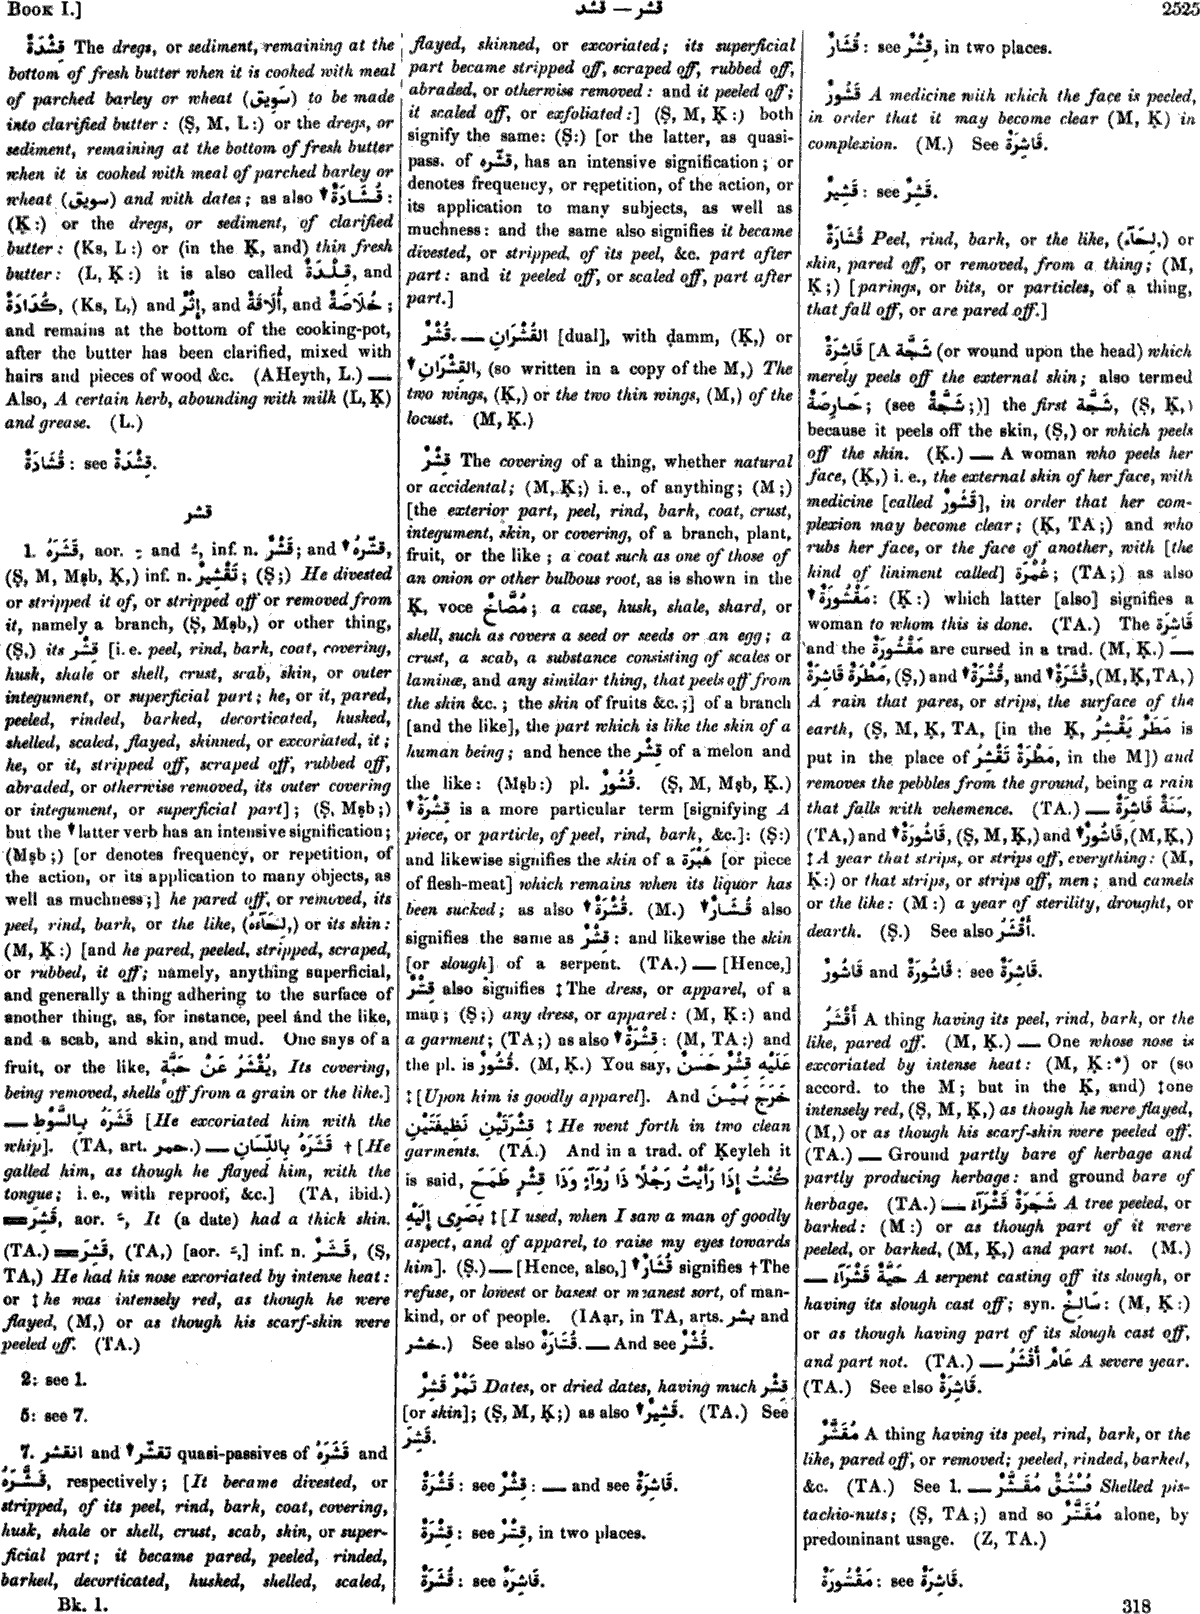 BOOK I.]
قشد — قشر
2525
قِشْدَةٌ The dregs, or sediment, remaining at the
bottom of fresh butter when it is cooked with meal
of parched barley or wheat (سَوِيق) to be made
into clarified butter: (Ṣ, M, L:) or the dregs, or
sediment, remaining at the bottom of fresh butter
when it is cooked with meal of parched barley or
wheat (سويق) and with dates; as also ▼ قُشَادَةٌ:
(Ḳ:) or the dregs, or sediment, of clarified
butter: (Ks, L:) or (in the Ḳ, and) thin fresh
butter: (L, Ḳ:) it is also called قِلْدَةٌ, and
كُدَادَةٌ, (Ks, L,) and إِثْرٌ, and أُلَاقَةٌ, and خُلَاصَةٌ;
and remains at the bottom of the cooking-pot,
after the butter has been clarified, mixed with
hairs and pieces of wood &c. (AHeyth, L.) —
Also, A certain herb, abounding with milk (L, Ḳ)
and grease. (L.)
قُشَادَةٌ: see قِشْدَةٌ.
قشر
1. قَشَرَهُ, aor. ـِ and ـُ, inf. n. قَشْرٌ; and ▼ قشّرهُ,
(Ṣ, M, Mṣb, Ḳ,) inf. n. تَقْشِيرٌ; (Ṣ;) He divested
or stripped it of, or stripped off or removed from
it, namely a branch, (Ṣ, Mṣb,) or other thing,
(Ṣ,) its قِشْر [i. e. peel, rind, bark, coat, covering,
husk, shale or shell, crust, scab, skin, or outer
integument, or superficial part; he, or it, pared,
peeled, rinded, barked, decorticated, husked,
shelled, scaled, flayed, skinned, or excoriated, it;
he, or it, stripped off, scraped off, rubbed off,
abraded, or otherwise removed, its outer covering
or integument, or superficial part]; (Ṣ, Mṣb;)
but the ▼ latter verb has an intensive signification;
(Mṣb;) [or denotes frequency, or repetition, of
the action, or its application to many objects, as
well as muchness;] he pared off, or removed, its
peel, rind, bark, or the like, (لِحَآءَهُ,) or its skin:
(M, Ḳ:) [and he pared, peeled, stripped, scraped,
or rubbed, it off; namely, anything superficial,
and generally a thing adhering to the surface of
another thing, as, for instance, peel and the like,
and a scab, and skin, and mud. One says of a
fruit, or the like, يُقْشَرُ عَنْ حَبَّةٍ, Its covering,
being removed, shells off from a grain or the like.]
— قَشَرَهُ بِالسَّوْطِ [He excoriated him with the
whip]. (TA, art. حمر.) — قَشَرَهُ بِاللِّسَانِ † [He
galled him, as though he flayed him, with the
tongue; i. e., with reproof, &c.] (TA, ibid.)
= قَشِرَ, aor. ـَ, It (a date) had a thick skin.
(TA.) = قَشِرَ, (TA,) [aor. ـَ,] inf. n. قَشَرٌ, (Ṣ,
TA,) He had his nose excoriated by intense heat:
or ‡ he was intensely red, as though he were
flayed, (M,) or as though his scarf-skin were
peeled off. (TA.)
2: see 1.
5: see 7.
7. انقشر and ▼ تقشّر quasi-passives of قَشَرَهُ and
قَشَّرَهُ, respectively; [It became divested, or
stripped, of its peel, rind, bark, coat, covering,
husk, shale or shell, crust, scab, skin, or super-
ficial part; it became pared, peeled, rinded,
barked, decorticated, husked, shelled, scaled,
flayed, skinned, or excoriated; its superficial
part became stripped off, scraped off, rubbed off,
abraded, or otherwise removed: and it peeled off;
it scaled off, or exfoliated:] (Ṣ, M, Ḳ:) both
signify the same: (Ṣ:) [or the latter, as quasi-
pass. of قشّره, has an intensive signification; or
denotes frequency, or repetition, of the action, or
its application to many subjects, as well as
muchness: and the same also signifies it became
divested, or stripped, of its peel, &c. part after
part: and it peeled off, or scaled off, part after
part.]
قُشْر. — القُشْرَانِ [dual], with ḍamm, (Ḳ,) or
▼ القِشْرَانِ, (so written in a copy of the M,) The
two wings, (Ḳ,) or the two thin wings, (M,) of the
locust. (M, Ḳ.)
قِشْرٌ The covering of a thing, whether natural
or accidental; (M, Ḳ;) i. e., of anything; (M;)
[the exterior part, peel, rind, bark, coat, crust,
integument, skin, or covering, of a branch, plant,
fruit, or the like; a coat such as one of those of
an onion or other bulbous root, as is shown in the
Ḳ, voce مُصَّاخٌ; a case, husk, shale, shard, or
shell, such as covers a seed or seeds or an egg; a
crust, a scab, a substance consisting of scales or
laminæ, and any similar thing, that peels off from
the skin &c.; the skin of fruits &c.;] of a branch
[and the like], the part which is like the skin of a
human being; and hence the قِشْر of a melon and
the like: (Mṣb:) pl. قُشُورٌ. (Ṣ, M, Mṣb, Ḳ.)
▼ قِشْرَةٌ is a more particular term [signifying A
piece, or particle, of peel, rind, bark, &c.]: (Ṣ:)
and likewise signifies the skin of a هَبْرَة [or piece
of flesh-meat] which remains when its liquor has
been sucked; as also ▼ قُشْرَةٌ. (M.) ▼ قُشَارٌ also
signifies the same as قِشْرٌ: and likewise the skin
[or slough] of a serpent. (TA.) — [Hence,]
قِشْرٌ also signifies ‡ The dress, or apparel, of a
man; (Ṣ;) any dress, or apparel: (M, Ḳ:) and
a garment; (TA;) as also ▼ قِشْرَةٌ: (M, TA:) and
the pl. is قُشُورٌ. (M, Ḳ.) You say, عَلَيْهِ قِشْرٌ حَسَنٌ
‡ [Upon him is goodly apparel]. And خَرَجَ بَيْنَ
قِشْرَتَيْنِ نَظِيفَتَيْنِ ‡ He went forth in two clean
garments. (TA.) And in a trad. of Ḳeyleh it
is said, كُنْتُ إِذَا رَأَيْتُ رَجُلًا ذَا رُوَآءٍ وَذَا قِشْرٍ طَمَحَ
بَصَرِى إِلَيْهِ ‡ [I used, when I saw a man of goodly
aspect, and of apparel, to raise my eyes towards
him]. (Ṣ.) — [Hence, also,] ▼ قُشَارٌ signifies † The
refuse, or lowest or basest or meanest sort, of man-
kind, or of people. (IAạr, in TA, arts. بشر and
خشر.) See also قُشَارَةٌ. — And see قُشْرٌ.
تَمْرٌ قَشِرٌ Dates, or dried dates, having much قِشْر
[or skin]; (Ṣ, M, Ḳ;) as also ▼ قَشِيرٌ. (TA.) See
قَشِرَ.
قُشْرَةٌ: see قِشْرٌ: — and see قَاشِرَةٌ.
قِشْرَةٌ: see قِشْرٌ, in two places.
قُشَرَةٌ: see قَاشِرَةٌ.
قُشَارٌ: see قِشْرٌ, in two places.
قَشُورٌ A medicine with which the face is peeled,
in order that it may become clear (M, Ḳ) in
complexion. (M.) See قَاشِرَةٌ.
قَشِيرٌ: see قَشِرٌ.
قُشَارَةٌ Peel, rind, bark, or the like, (لِحَآء,) or
skin, pared off, or removed, from a thing; (M,
Ḳ;) [parings, or bits, or particles, of a thing,
that fall off, or are pared off.]
قَاشِرَةٌ [A شَجَّة (or wound upon the head) which
merely peels off the external skin; also termed
حَارِصَةٌ; (see شَجَّةٌ;)] the first شَجَّة, (Ṣ, Ḳ,)
because it peels off the skin, (Ṣ,) or which peels
off the skin. (Ḳ.) — A woman who peels her
face, (Ḳ,) i. e., the external skin of her face, with
medicine [called قَشُور], in order that her com-
plexion may become clear; (Ḳ, TA;) and who
rubs her face, or the face of another, with [the
kind of liniment called] غُمْرَة; (TA;) as also
▼ مَقْشُورَةٌ: (Ḳ:) which latter [also] signifies a
woman to whom this is done. (TA.) The قَاشِرَة
and the مَقْشُورَة are cursed in a trad. (M, Ḳ.) —
مَطْرَةٌ قَاشِرَةٌ, (Ṣ,) and ▼ قُشْرَةٌ, and ▼ قُشَرَةٌ, (M, Ḳ, TA,)
A rain that pares, or strips, the surface of the
earth, (Ṣ, M, Ḳ, TA, [in the Ḳ, مَطَرٌ يَقْشِرُ is
put in the place of مَطْرَةٌ تَقْشِرُ, in the M]) and
removes the pebbles from the ground, being a rain
that falls with vehemence. (TA.) — سَنَةٌ قَاشِرَةٌ,
(TA,) and ▼ قَاشُورَةٌ, (Ṣ, M, Ḳ,) and ▼ قَاشُورٌ, (M, Ḳ,)
‡ A year that strips, or strips off, everything: (M,
Ḳ:) or that strips, or strips off, men; and camels
or the like: (M:) a year of sterility, drought, or
dearth. (Ṣ.) See also أَقْشَرُ.
قَاشُورٌ and قَاشُورَةٌ: see قَاشِرَةٌ.
أَقْشَرُ A thing having its peel, rind, bark, or the
like, pared off. (M, Ḳ.) — One whose nose is
excoriated by intense heat: (M, Ḳ:*) or (so
accord. to the M; but in the Ḳ, and) ‡ one
intensely red, (Ṣ, M, Ḳ,) as though he were flayed,
(M,) or as though his scarf-skin were peeled off.
(TA.) — Ground partly bare of herbage and
partly producing herbage: and ground bare of
herbage. (TA.) — شَجَرَةٌ قَشْرَآءُ A tree peeled, or
barked: (M:) or as though part of it were
peeled, or barked, (M, Ḳ,) and part not. (M.)
— حَيَّةٌ قَشْرَآءُ A serpent casting off its slough, or
having its slough cast off; syn. سَالِخٌ: (M, Ḳ:)
or as though having part of its slough cast off,
and part not. (TA.) — عَامٌ أَقْشَرُ A severe year.
(TA.) See also قَاشِرَةٌ.
مُقَشَّرٌ A thing having its peel, rind, bark, or the
like, pared off, or removed; peeled, rinded, barked,
&c. (TA.) See 1. — فُسْتُقٌ مُقَشَّرٌ Shelled pis-
tachio-nuts; (Ṣ, TA;) and so مُقَشَّرٌ alone, by
predominant usage. (Z, TA.)
مَقْشُورَةٌ: see قَاشِرَةٌ.
Bk. I.
318